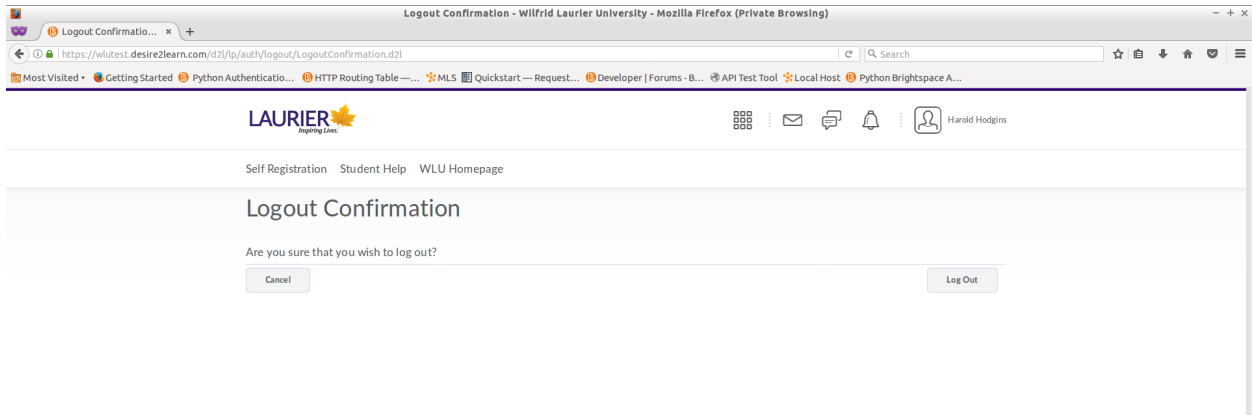 Logout Confirmation - Wilfrid Laurier University - Mozilla Firefox (Private Browsing)
Logout Confirmatio...
https://wlutest.desire2learn.com/d2l/lp/auth/logout/LogoutConfirmation.d2l
Search
Most Visited Getting Started Python Authenticatio... HTTP Routing Table —... MLS Quickstart — Request... Developer | Forums - B... API Test Tool Local Host Python Brightspace A...
LAURIER
Inspiring Lives.
Harold Hodgins
Self Registration Student Help WLU Homepage
Logout Confirmation
Are you sure that you wish to log out?
Cancel Log Out